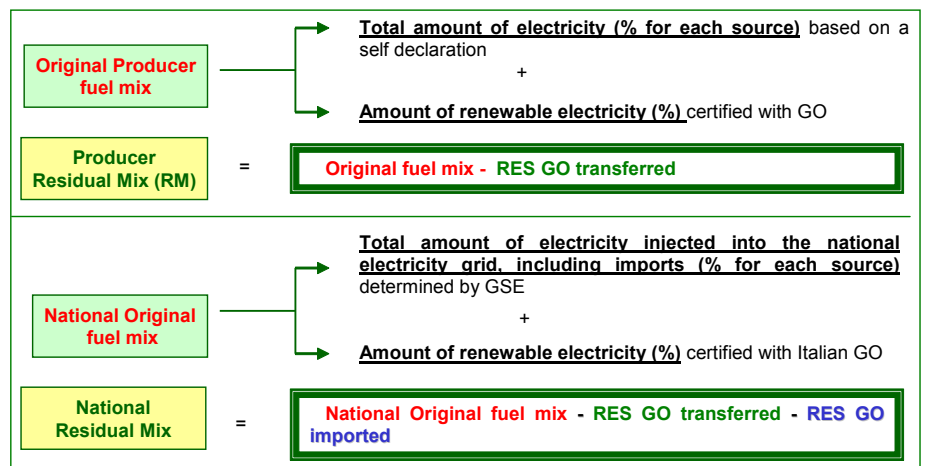 Total amount of electricity (% for each source) based on a
self declaration
+
Original Producer
fuel mix
Amount of renewable electricity (%) certified with GO
Producer
Residual Mix (RM)
=
Original fuel mix - RES GO transferred
Total amount of electricity injected into the national
electricity grid, including imports (% for each source)
determined by GSE
+
National Original
fuel mix
Amount of renewable electricity (%) certified with Italian GO
National
Residual Mix
=
National Original fuel mix - RES GO transferred - RES GO
imported